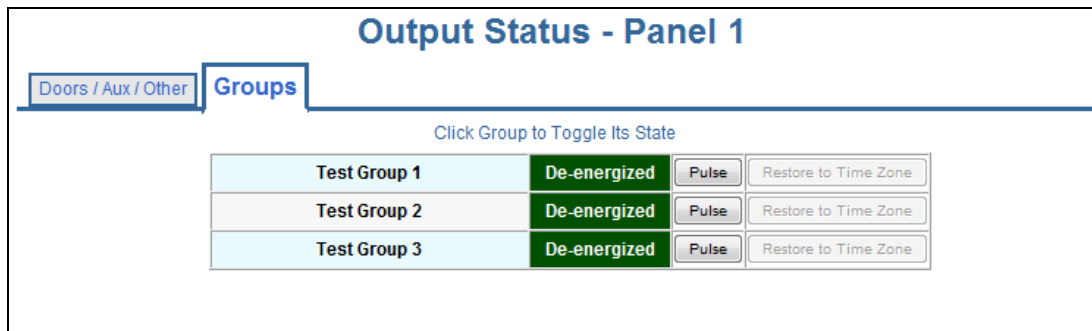 Output Status - Panel 1
Doors / Aux / Other Groups
Click Group to Toggle Its State
Test Group 1 De-energized Pulse Restore to Time Zone
Test Group 2 De-energized Pulse Restore to Time Zone
Test Group 3 De-energized Pulse Restore to Time Zone